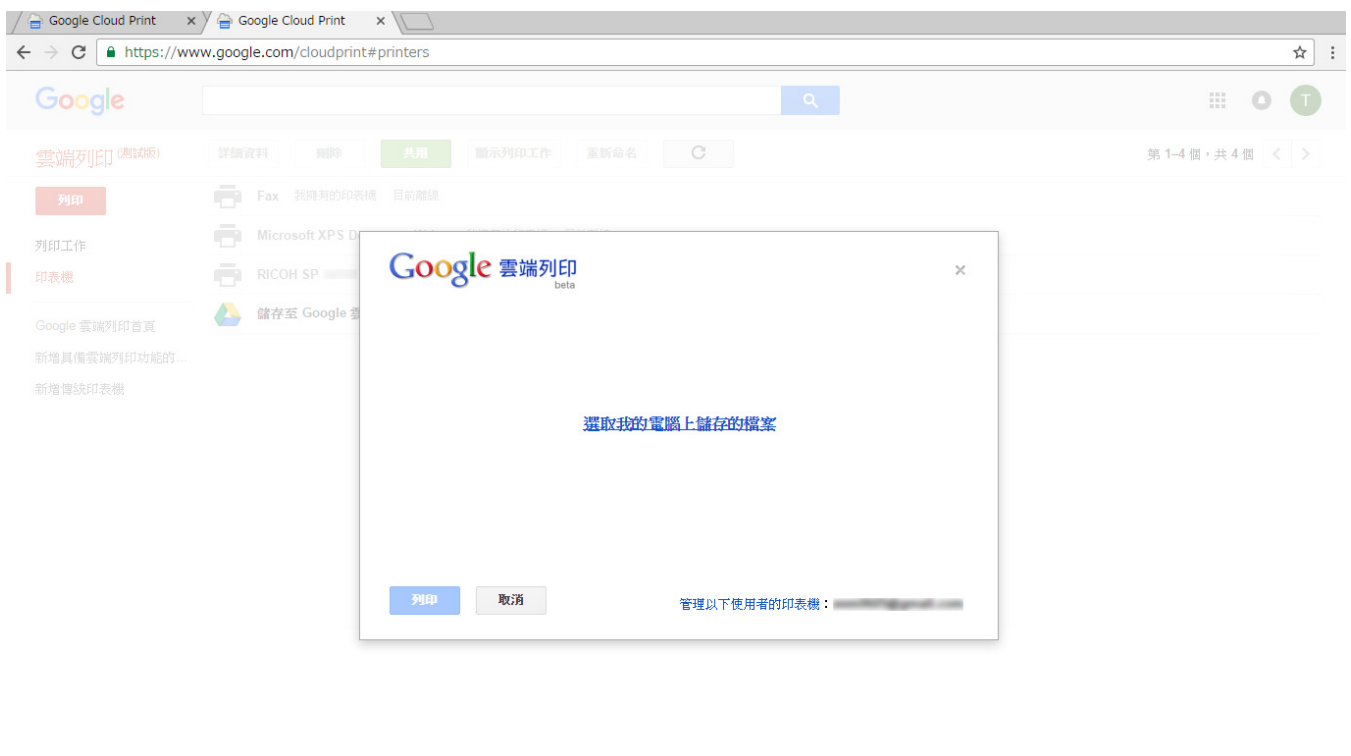 Google Cloud Print
Google Cloud Print
https://www.google.com/cloudprint#printers
Google
T
雲端列印 (測試版)
詳細資料 刪除 共用 顯示列印工作 重新命名
第 1–4 個，共 4 個
列印
Fax 我擁有的印表機 目前離線
列印工作
Microsoft XPS D
印表機
RICOH SP
Google 雲端列印
beta
儲存至 Google 雲
Google 雲端列印首頁
新增具備雲端列印功能的...
新增傳統印表機
選取我的電腦上儲存的檔案
列印 取消
管理以下使用者的印表機：